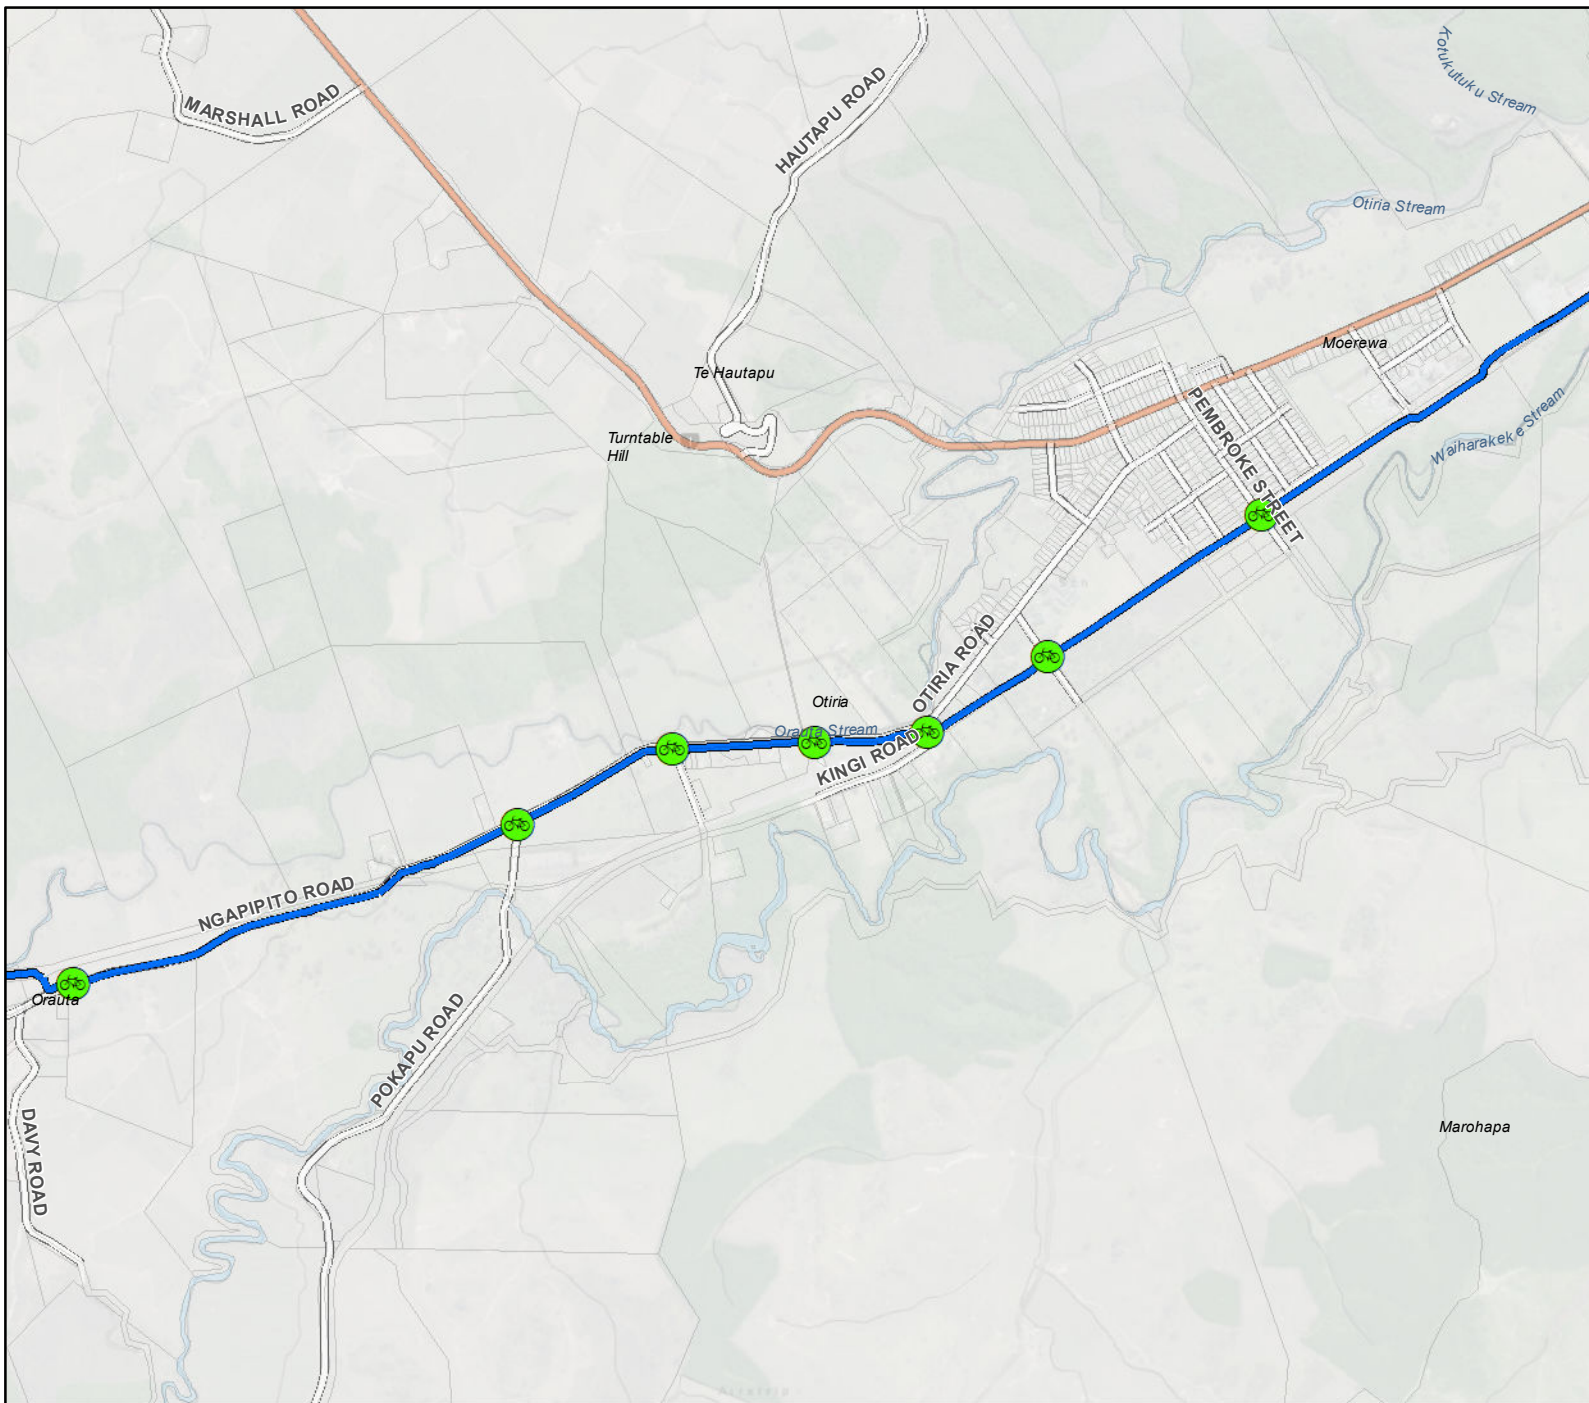 Kotukutuku Stream
MARSHALL ROAD
HAUTAPU ROAD
Otiria Stream
Moerewa
Te Hautapu
Turntable
Hill
PEMBROKE STREET
Waiharakeke Stream
OTIRIA ROAD
Otiria
Orauta Stream
KINGI ROAD
NGAPIPITO ROAD
Orauta
POKAPU ROAD
DAVY ROAD
Marohapa
Airstrip